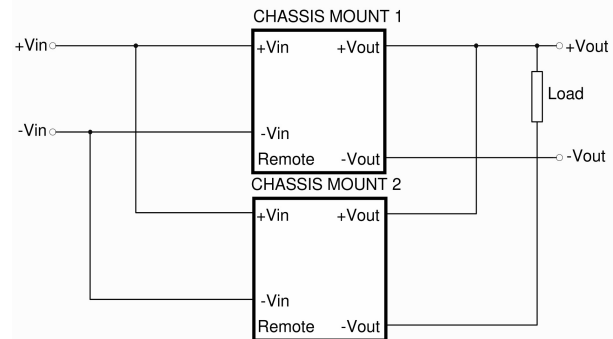 CHASSIS MOUNT 1
+Vin
+Vin
+Vout
+Vout
Load
-Vin
-Vin
Remote
-Vout
-Vout
CHASSIS MOUNT 2
+Vin
+Vout
-Vin
Remote
-Vout